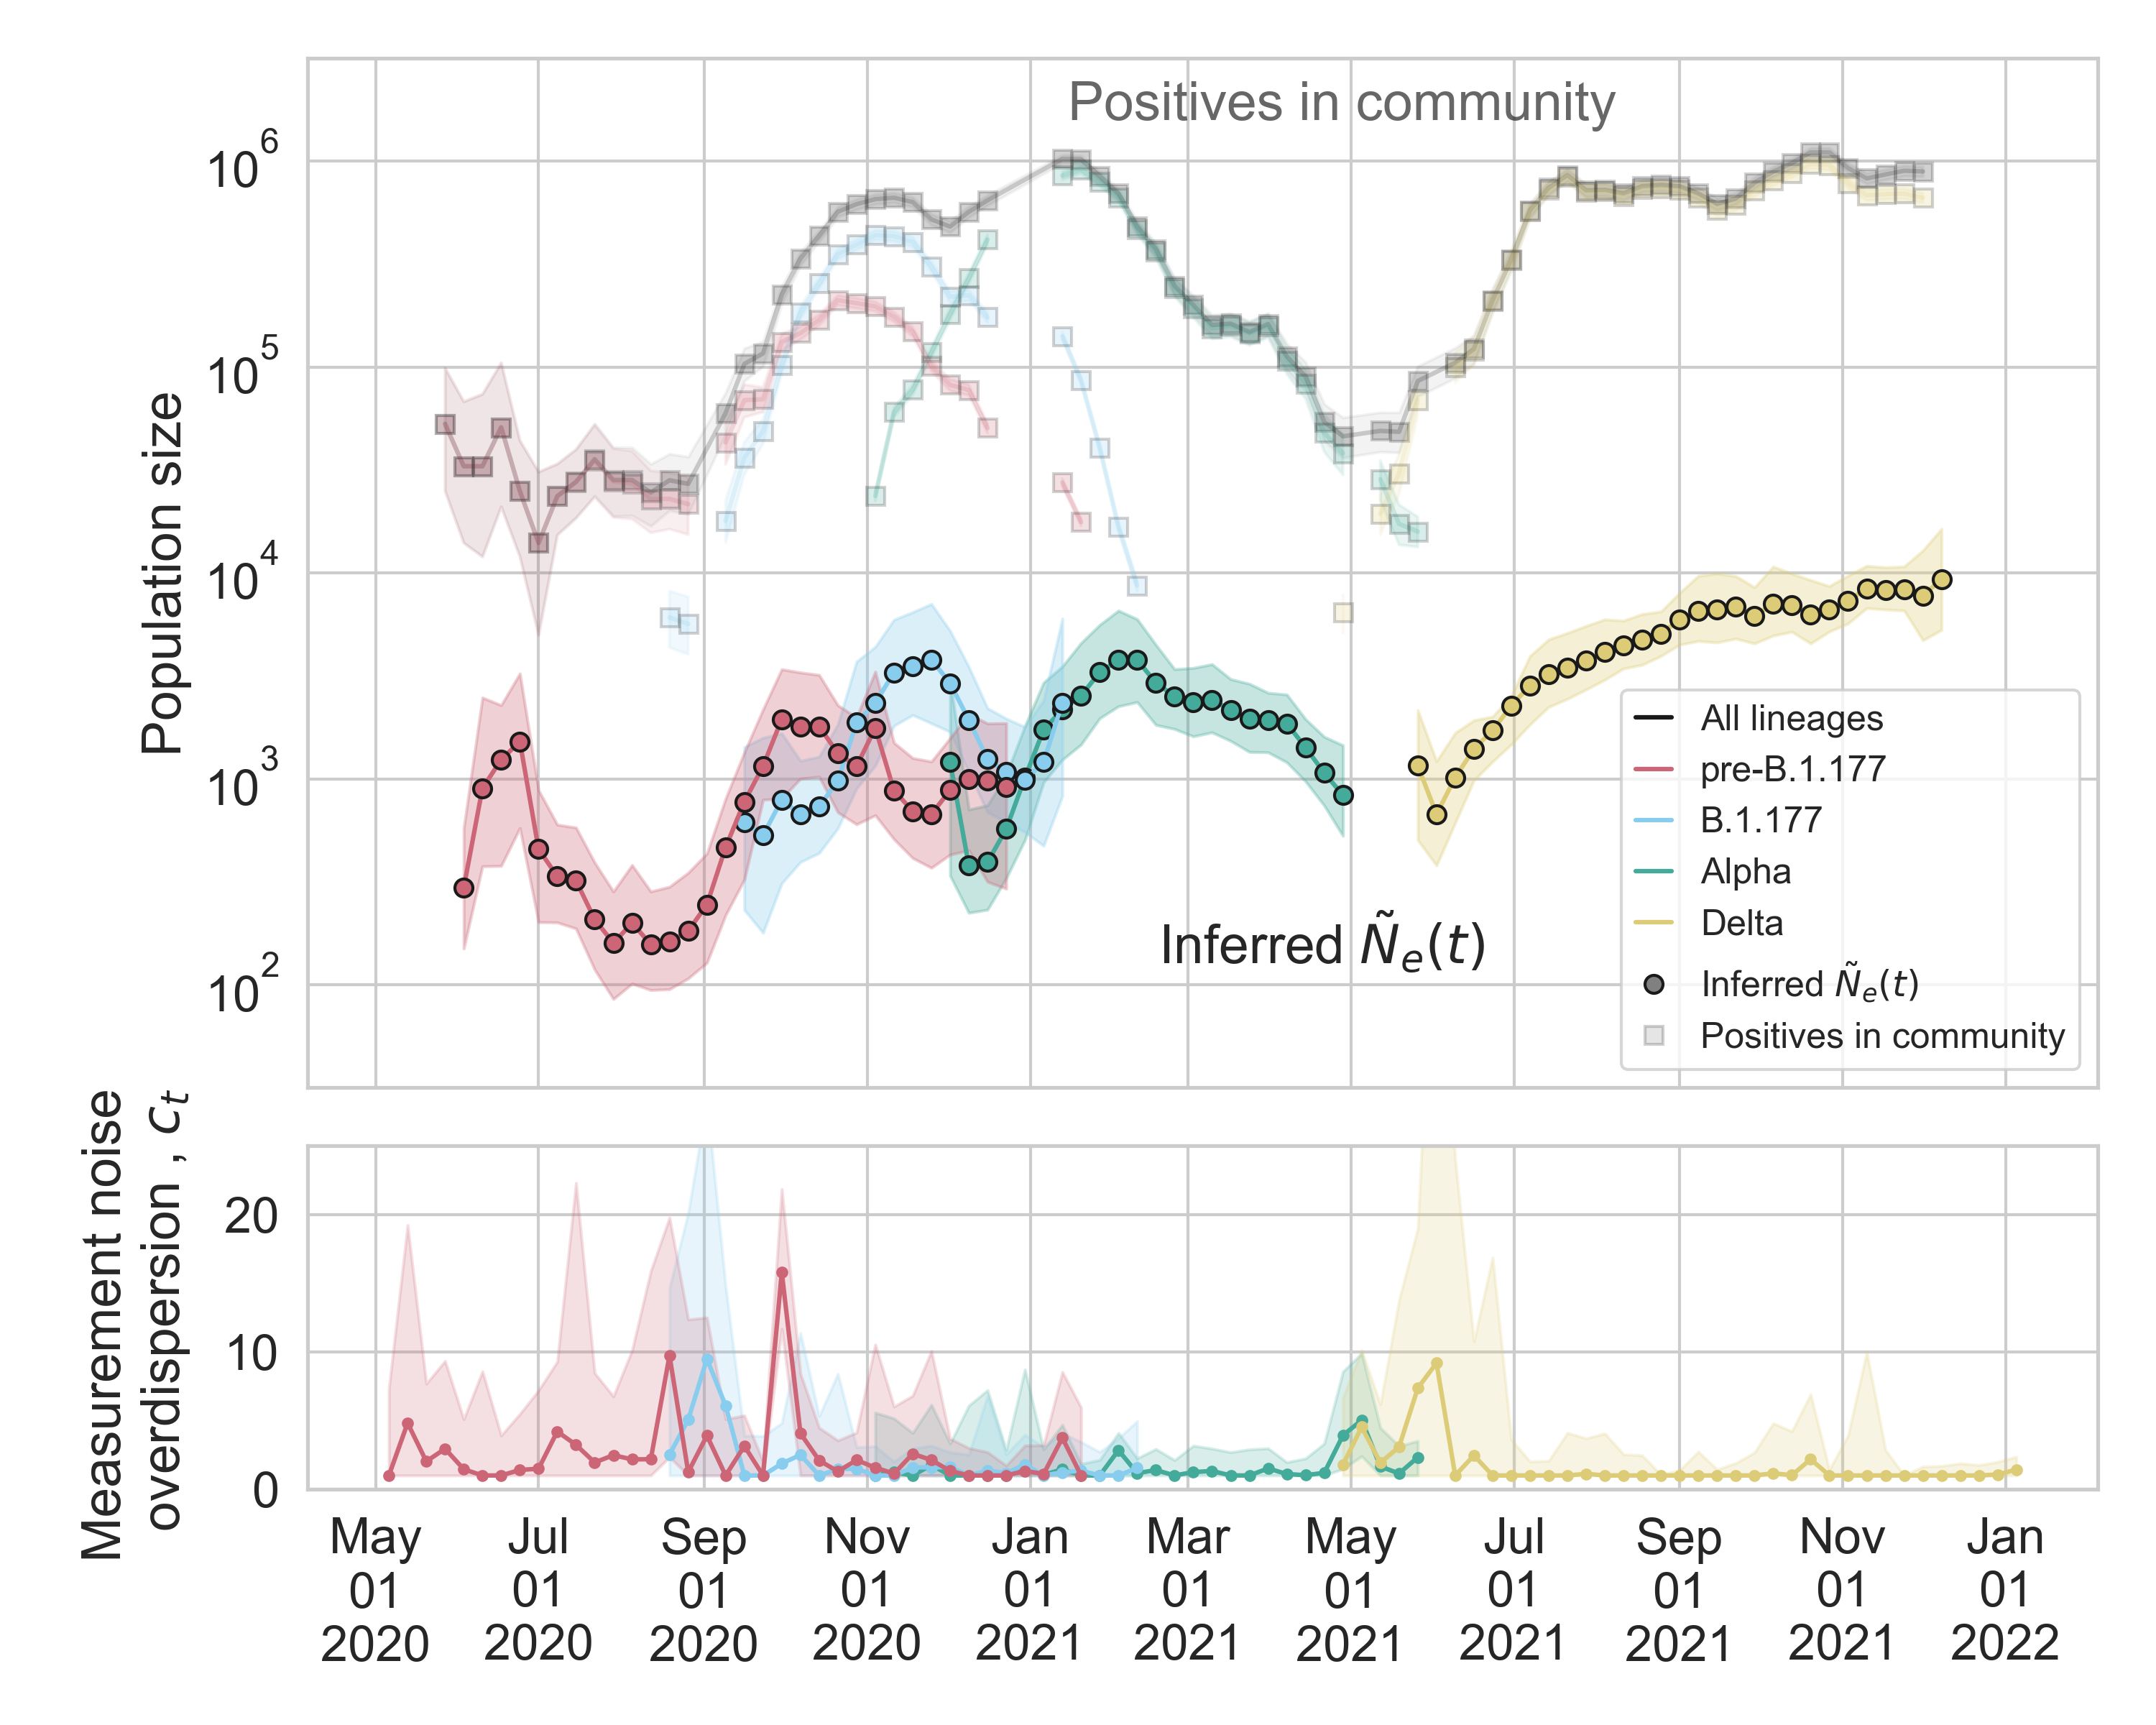 Positives in community
10^6
10^5
10^4
10^3
10^2
Population size
Inferred Ñ_e(t)
All lineages
pre-B.1.177
B.1.177
Alpha
Delta
Inferred Ñ_e(t)
Positives in community
Measurement noise
overdispersion , c_t
20
10
0
May
01
2020
Jul
01
2020
Sep
01
2020
Nov
01
2020
Jan
01
2021
Mar
01
2021
May
01
2021
Jul
01
2021
Sep
01
2021
Nov
01
2021
Jan
01
2022